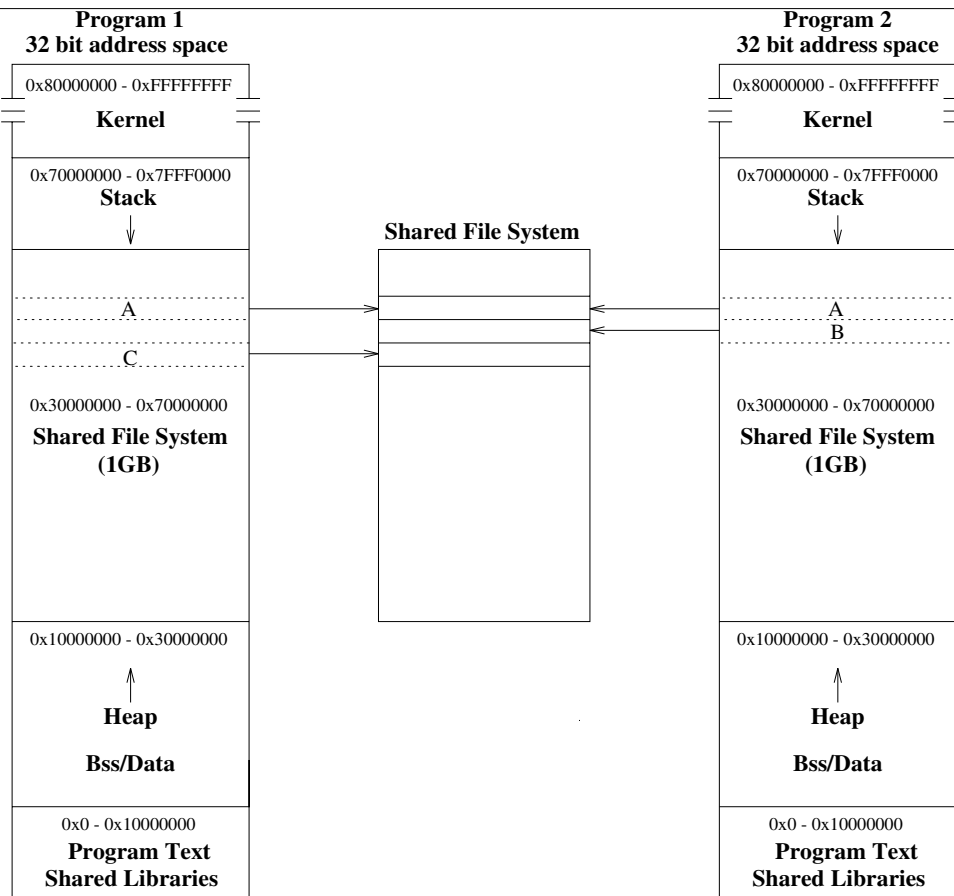 Program 1
32 bit address space
0x80000000 - 0xFFFFFFFF
Kernel
0x70000000 - 0x7FFF0000
Stack
A
C
0x30000000 - 0x70000000
Shared File System
(1GB)
0x10000000 - 0x30000000
Heap
Bss/Data
0x0 - 0x10000000
Program Text
Shared Libraries
Shared File System
Program 2
32 bit address space
0x80000000 - 0xFFFFFFFF
Kernel
0x70000000 - 0x7FFF0000
Stack
A
B
0x30000000 - 0x70000000
Shared File System
(1GB)
0x10000000 - 0x30000000
Heap
Bss/Data
0x0 - 0x10000000
Program Text
Shared Libraries